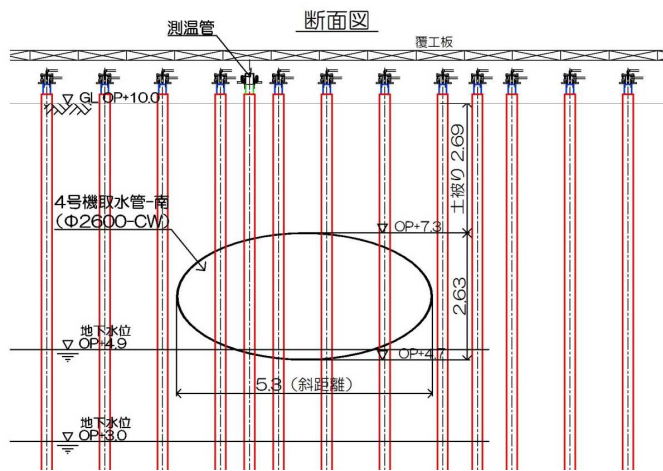 断面図
測温管
覆工板
GL OP+10.0
土被り 2.69
4号機取水管-南
(Φ2600-CW)
OP+7.3
2.63
地下水位
OP+4.9
OP+4.7
5.3 (斜距離)
地下水位
OP+3.0